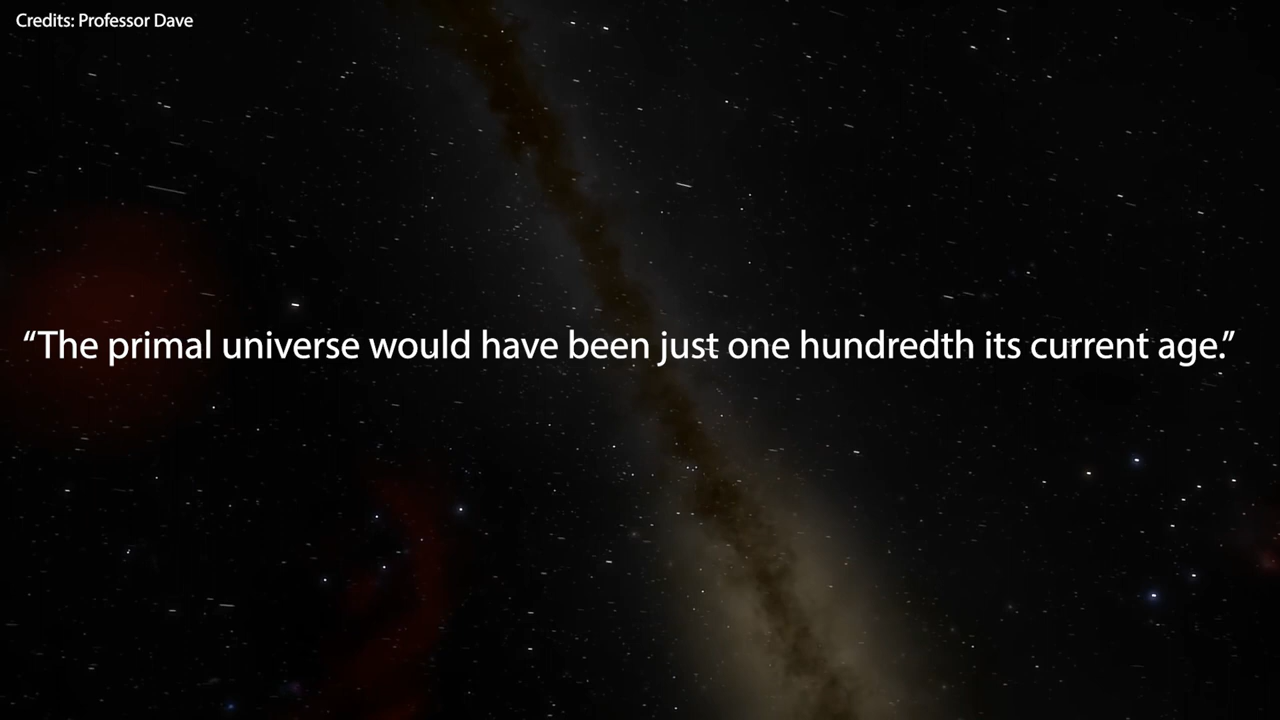 Credits: Professor Dave
“The primal universe would have been just one hundredth its current age.”